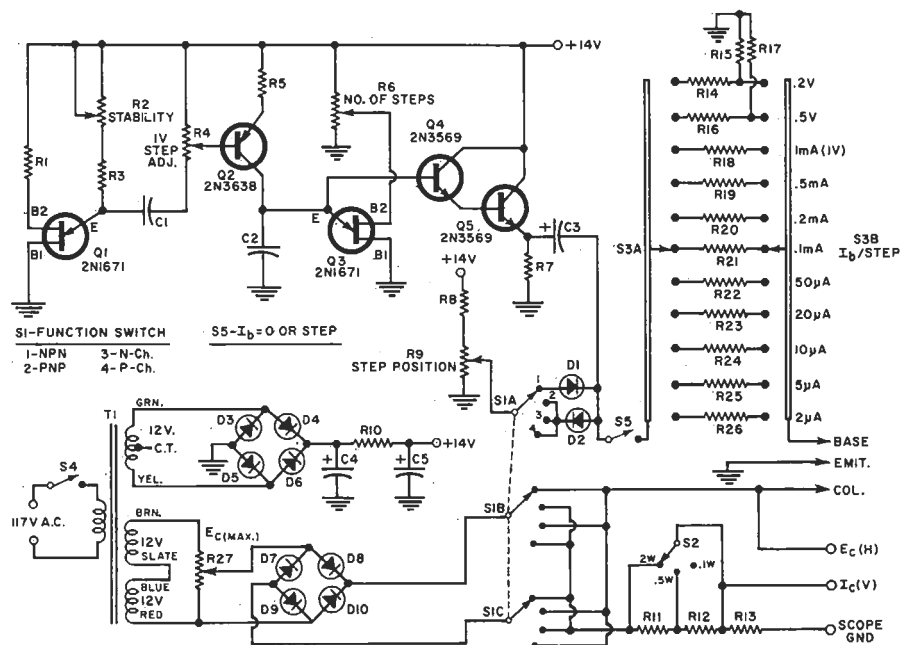 +14V
R15
R17
R5
R6
NO. OF STEPS
R2
STABILITY
R14
.2V
R4
Q4
2N3569
1V
STEP
ADJ.
R16
.5V
R1
R18
1mA(1V)
R3
Q2
2N3638
R19
.5mA
B2
E
C1
E
B2
Q5
2N3569
+
C3
R20
.2mA
B1
Q1
2N1671
C2
Q3
2N1671
B1
R7
S3A
R21
.1mA
S3B
Ib/STEP
+14V
R22
50μA
R8
R23
20μA
S1-FUNCTION SWITCH
1-NPN 3-N-Ch.
2-PNP 4-P-Ch.
S5-Ib=0 OR STEP
R9
STEP POSITION
D1
R24
10μA
S1A
1
2
3
4
D2
S5
R25
5μA
R26
2μA
T1
GRN.
12V.
C.T.
YEL.
D3
D4
D5
D6
R10
+14V
+
C4
+
C5
BASE
EMIT.
COL.
S4
117V A.C.
BRN.
12V
SLATE
BLUE
12V
RED
EC(MAX.)
R27
D7
D8
D9
D10
S1B
S1C
S2
2W
.5W
.1W
EC(H)
IC(V)
R11
R12
R13
SCOPE
GND